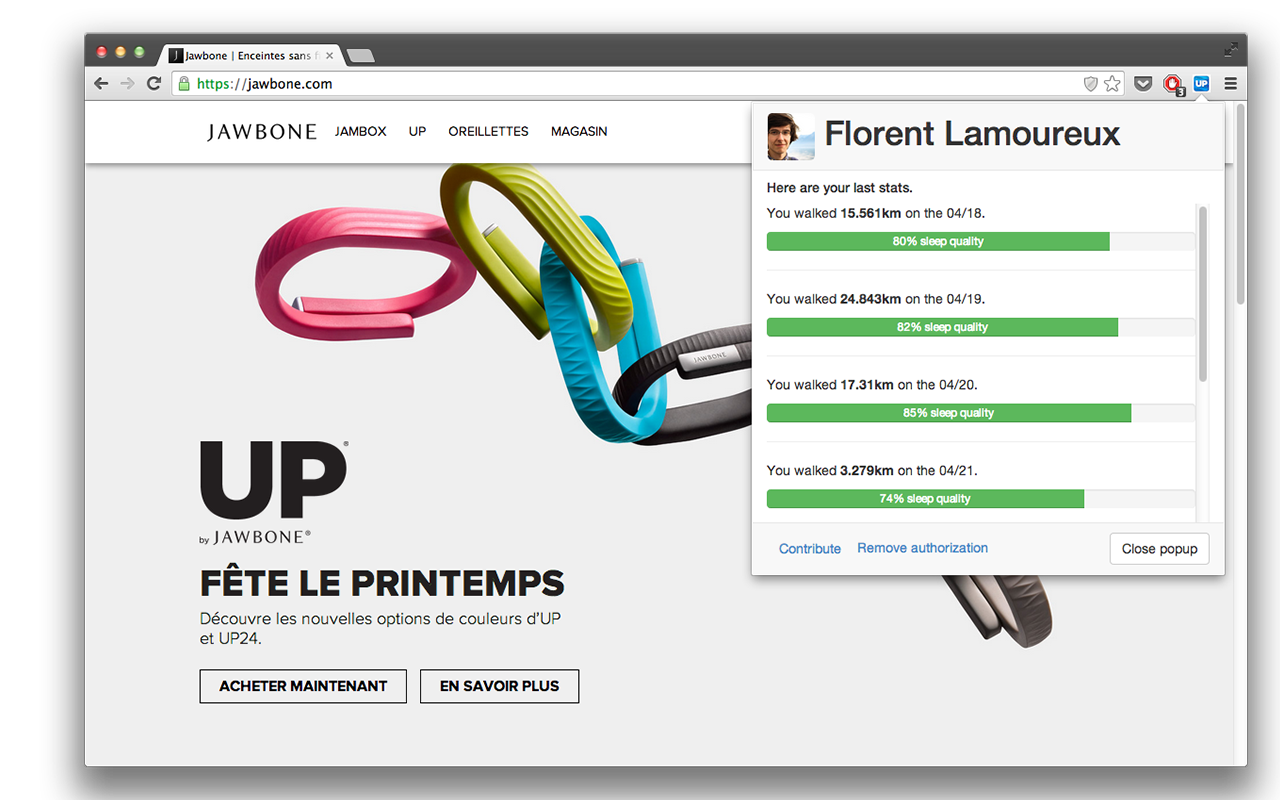 Jawbone | Enceintes sans f
https://jawbone.com
3
UP
JAWBONE JAMBOX UP OREILLETTES MAGASIN
Florent Lamoureux
Here are your last stats.
You walked 15.561km on the 04/18.
80% sleep quality
You walked 24.843km on the 04/19.
82% sleep quality
You walked 17.31km on the 04/20.
85% sleep quality
You walked 3.279km on the 04/21.
74% sleep quality
Contribute Remove authorization Close popup
JAWBONE
UP®
by JAWBONE®
FÊTE LE PRINTEMPS
Découvre les nouvelles options de couleurs d'UP
et UP24.
ACHETER MAINTENANT EN SAVOIR PLUS